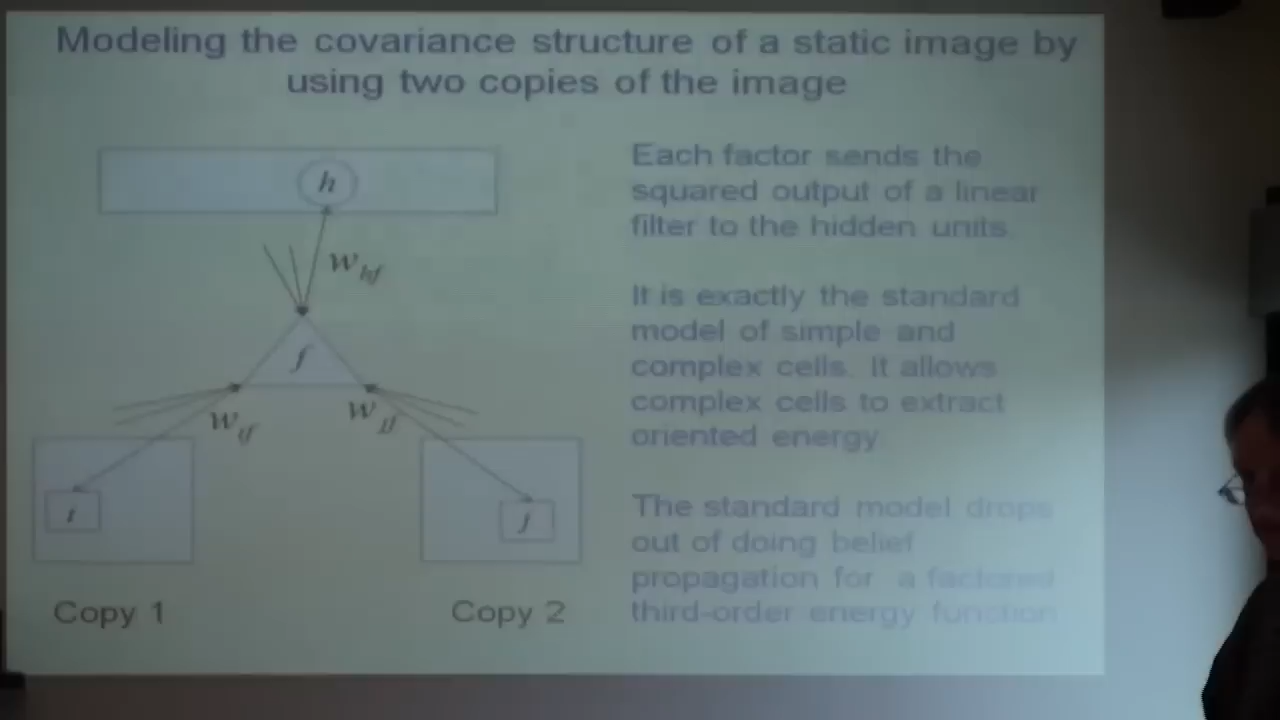 Modeling the covariance structure of a static image by
using two copies of the image
h
w hf
f
w if
w jf
i
j
Copy 1
Copy 2
Each factor sends the
squared output of a linear
filter to the hidden units.
It is exactly the standard
model of simple and
complex cells. It allows
complex cells to extract
oriented energy.
The standard model drops
out of doing belief
propagation for a factored
third-order energy function.